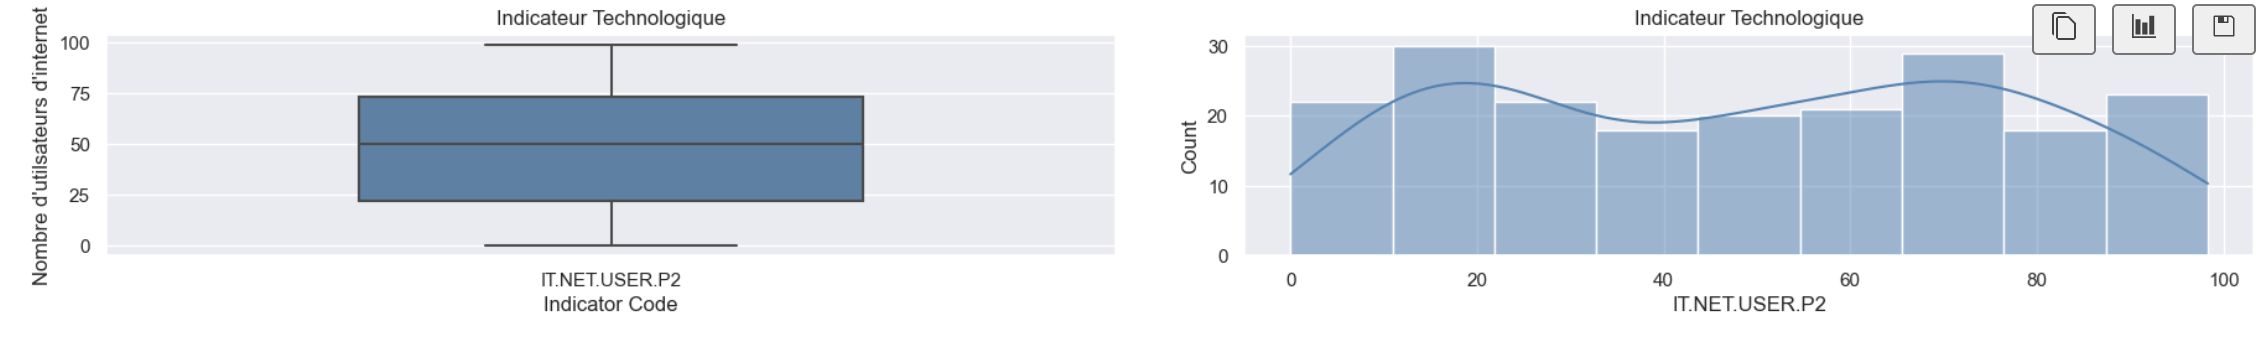 Indicateur Technologique
Nombre d'utilsateurs d'internet
100
75
50
25
0
IT.NET.USER.P2
Indicator Code
Indicateur Technologique
Count
30
20
10
0
0
20
40
60
80
100
IT.NET.USER.P2